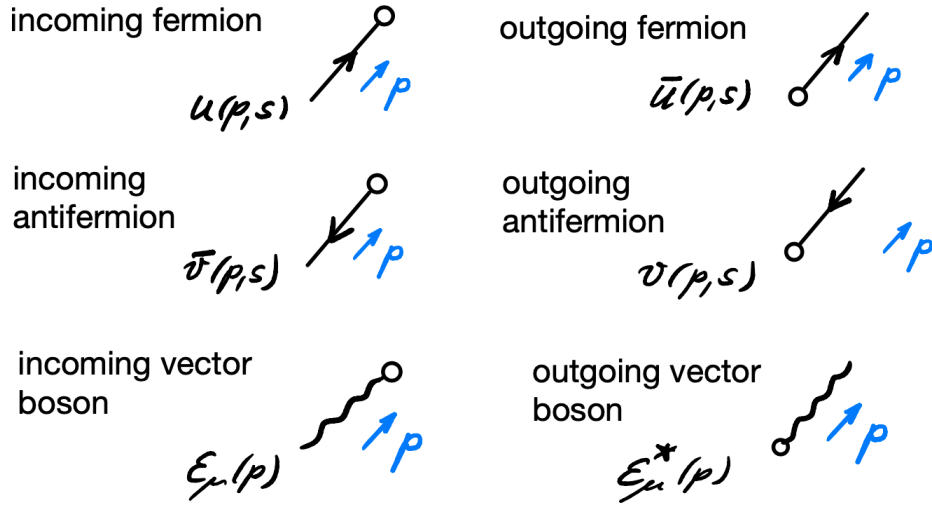 incoming fermion
u(p,s)
p
outgoing fermion
ū(p,s)
p
incoming
antifermion
v̄(p,s)
p
outgoing
antifermion
v(p,s)
p
incoming vector
boson
εμ(p)
p
outgoing vector
boson
εμ*(p)
p